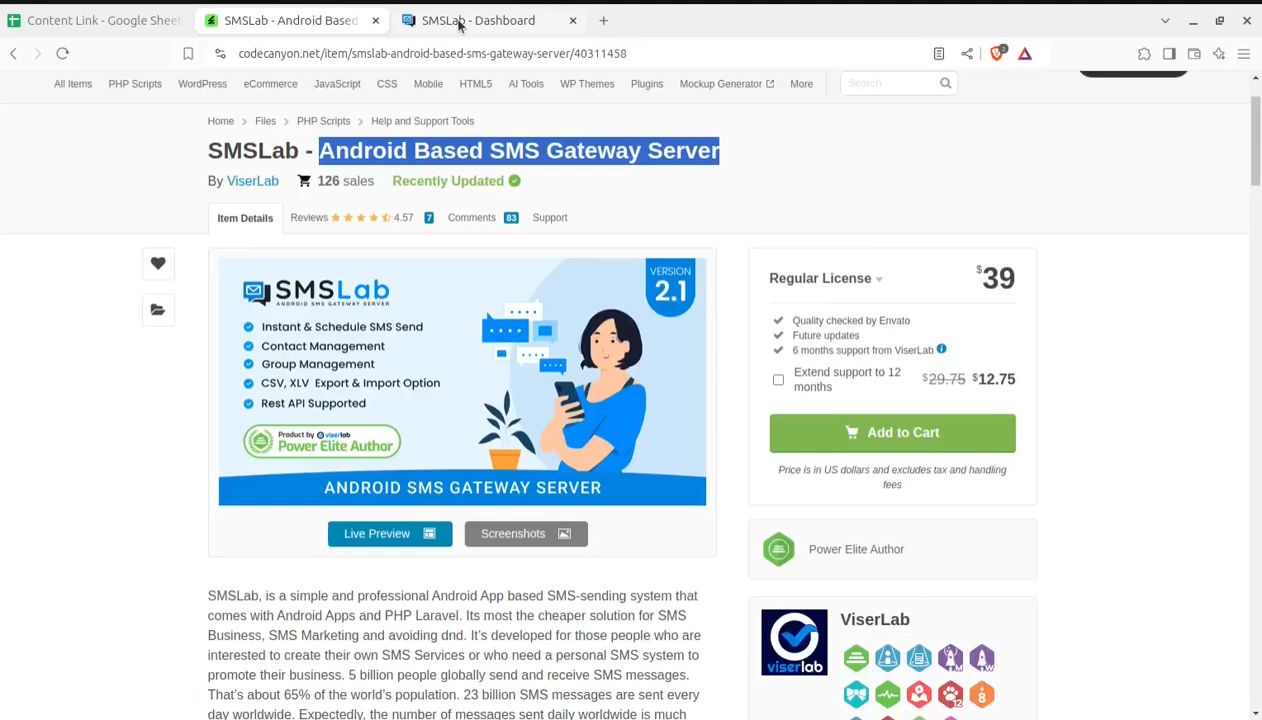 Content Link - Google Sheet
SMSLab - Android Based
SMSLab - Dashboard
codecanyon.net/item/smslab-android-based-sms-gateway-server/40311458
2
All Items PHP Scripts WordPress eCommerce JavaScript CSS Mobile HTML5 AI Tools WP Themes Plugins Mockup Generator More Search
Home > Files > PHP Scripts > Help and Support Tools
SMSLab - Android Based SMS Gateway Server
By ViserLab 126 sales Recently Updated
Item Details Reviews 4.57 7 Comments 83 Support
VERSION
2.1
SMSLab
ANDROID SMS GATEWAY SERVER
Instant & Schedule SMS Send
Contact Management
Group Management
CSV, XLV Export & Import Option
Rest API Supported
Product by viserlab
Power Elite Author
ANDROID SMS GATEWAY SERVER
Live Preview Screenshots
Regular License $39
Quality checked by Envato
Future updates
6 months support from ViserLab
Extend support to 12 months $29.75 $12.75
Add to Cart
Price is in US dollars and excludes tax and handling
fees
Power Elite Author
viserlab
ViserLab
TM
TW
12
8
SMSLab, is a simple and professional Android App based SMS-sending system that
comes with Android Apps and PHP Laravel. Its most the cheaper solution for SMS
Business, SMS Marketing and avoiding dnd. It's developed for those people who are
interested to create their own SMS Services or who need a personal SMS system to
promote their business. 5 billion people globally send and receive SMS messages.
That's about 65% of the world's population. 23 billion SMS messages are sent every
day worldwide. Expectedly, the number of messages sent daily worldwide is much